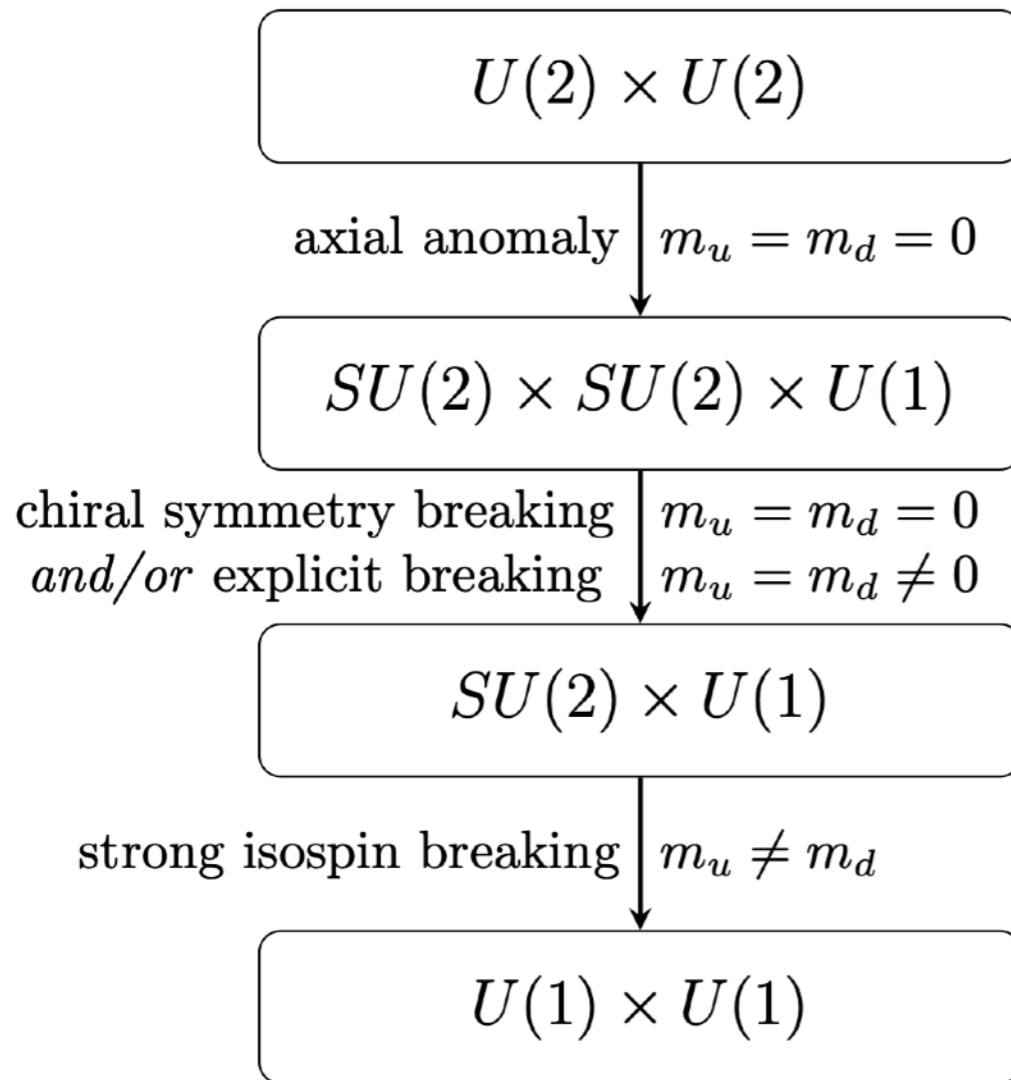 U(2) × U(2)
axial anomaly m_u = m_d = 0
SU(2) × SU(2) × U(1)
chiral symmetry breaking m_u = m_d = 0
and/or explicit breaking m_u = m_d ≠ 0
SU(2) × U(1)
strong isospin breaking m_u ≠ m_d
U(1) × U(1)